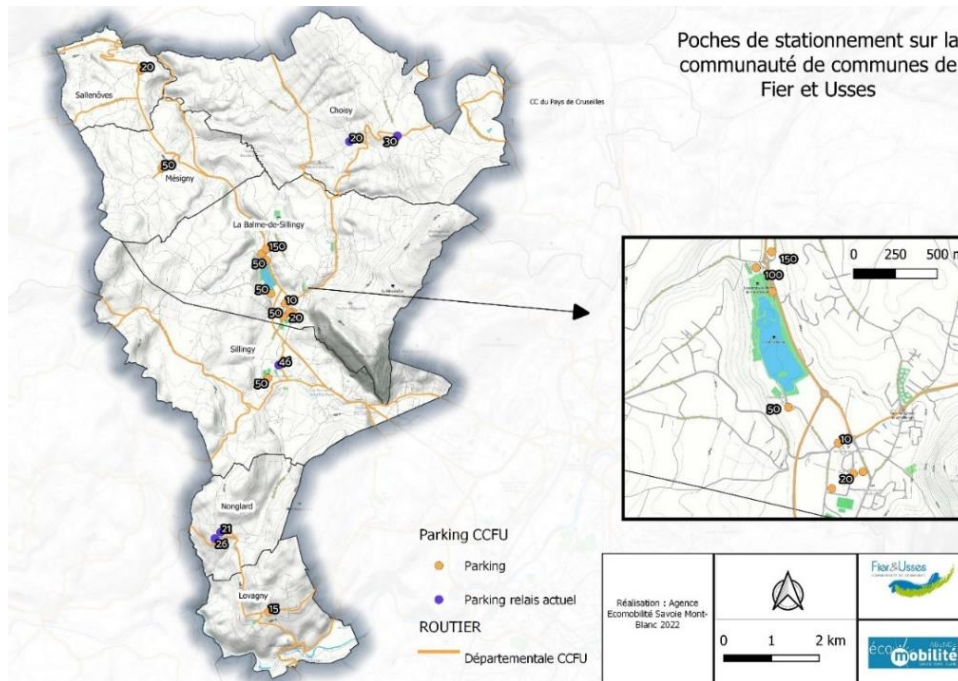 Poches de stationnement sur la
communauté de communes de
Fier et Usses
20
Sallenôves
Choisy
CC du Pays de Cruseilles
20
30
50
Mésigny
La Balme-de-Sillingy
150
50
50
10
50
20
Sillingy
46
50
Nonglard
21
26
Lovagny
15
150
100
0 250 500 m
50
10
20
Parking CCFU
Parking
Parking relais actuel
ROUTIER
Départementale CCFU
Réalisation : Agence
Ecomobilité Savoie Mont-
Blanc 2022
0 1 2 km
Fier&Usses
AGENCE
éco mobilité